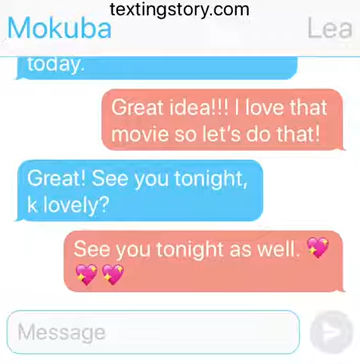 textingstory.com
Mokuba
Lea
today.
Great idea!!! I love that
movie so let's do that!
Great! See you tonight,
k lovely?
See you tonight as well. 💖
💖💖
Message